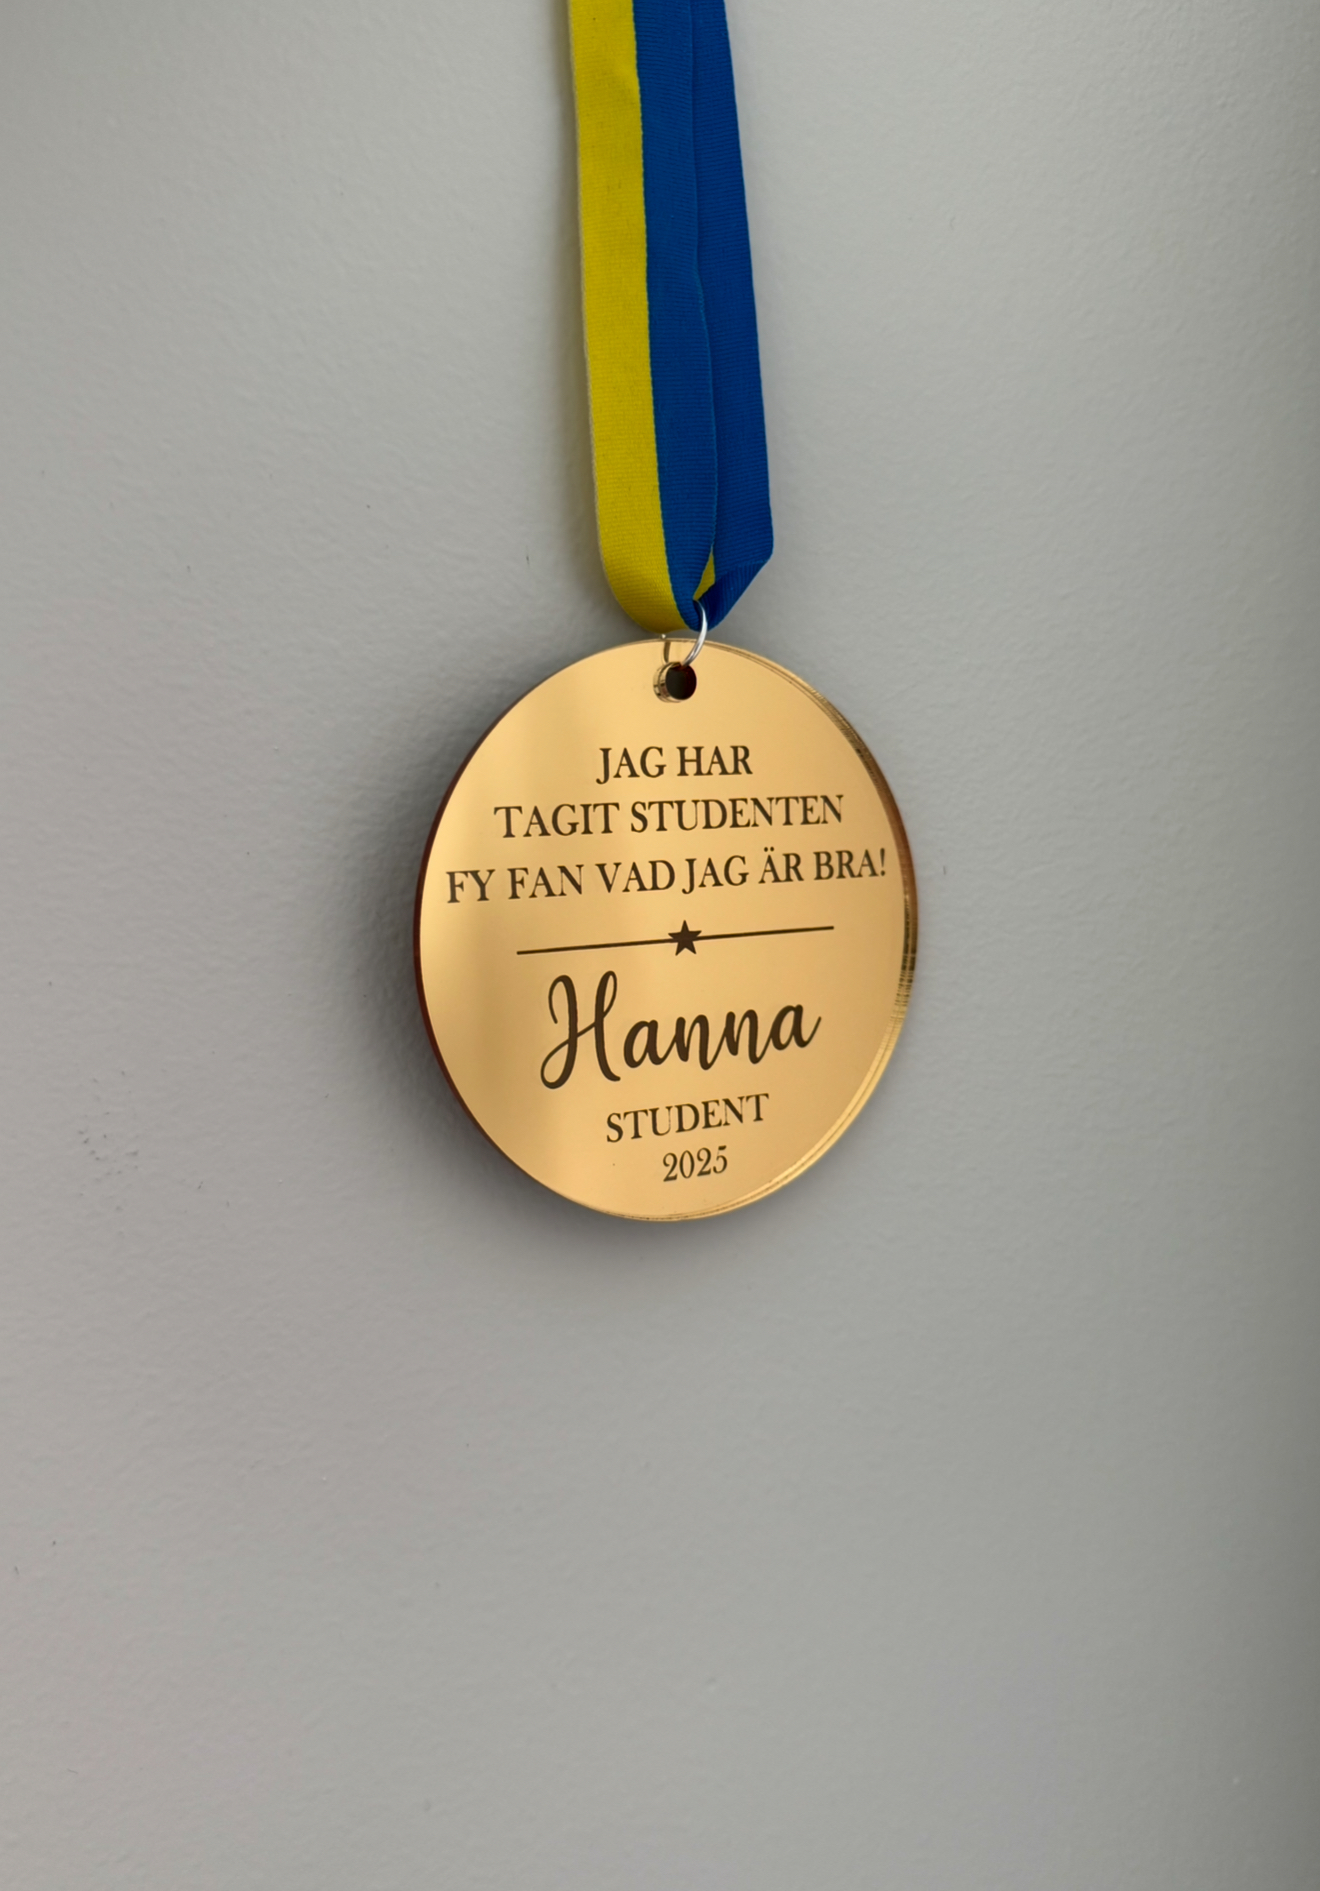 JAG HAR
TAGIT STUDENTEN
FY FAN VAD JAG ÄR BRA!
Hanna
STUDENT
2025